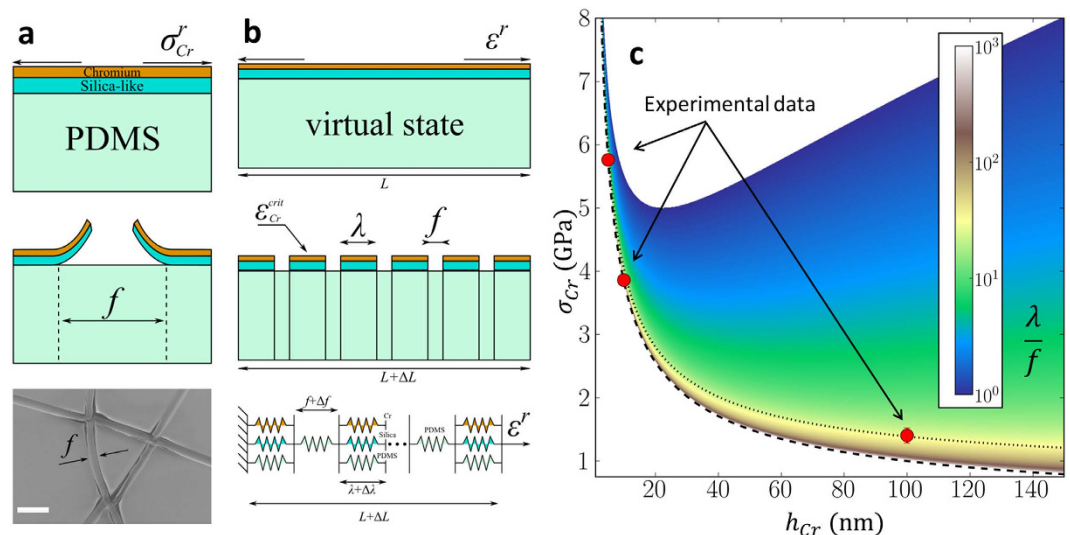 a
σ^r_Cr
Chromium
Silica-like
PDMS
f
f
b
ε^r
virtual state
L
ε^crit_Cr
λ
f
L+ΔL
f+Δf
Cr
Silica
PDMS
PDMS
ε^r
λ+Δλ
L+ΔL
c
Experimental data
σ_Cr (GPa)
8
7
6
5
4
3
2
1
20
40
60
80
100
120
140
h_Cr (nm)
10^3
10^2
10^1
10^0
λ/f